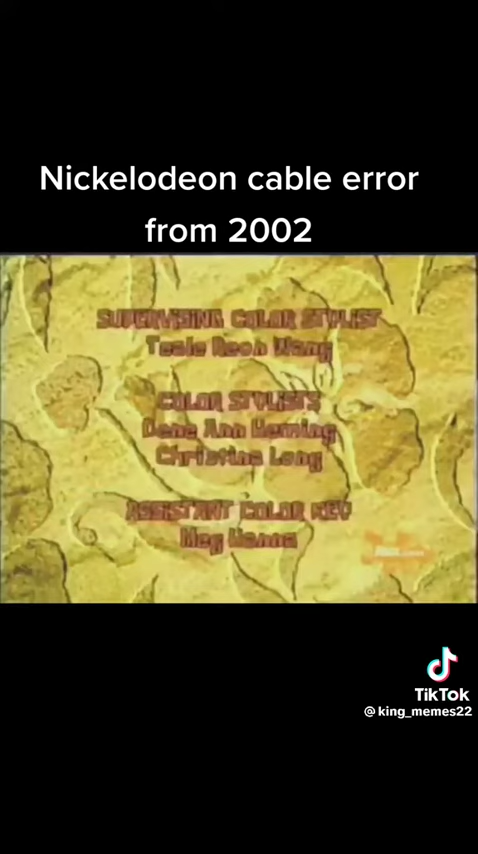 Nickelodeon cable error
from 2002
SUPERVISING COLOR STYLIST
Teale Reon Wang
COLOR STYLISTS
Dene Ann Heming
Christina Long
ASSISTANT COLOR KEY
Meg Hanna
TikTok
@king_memes22